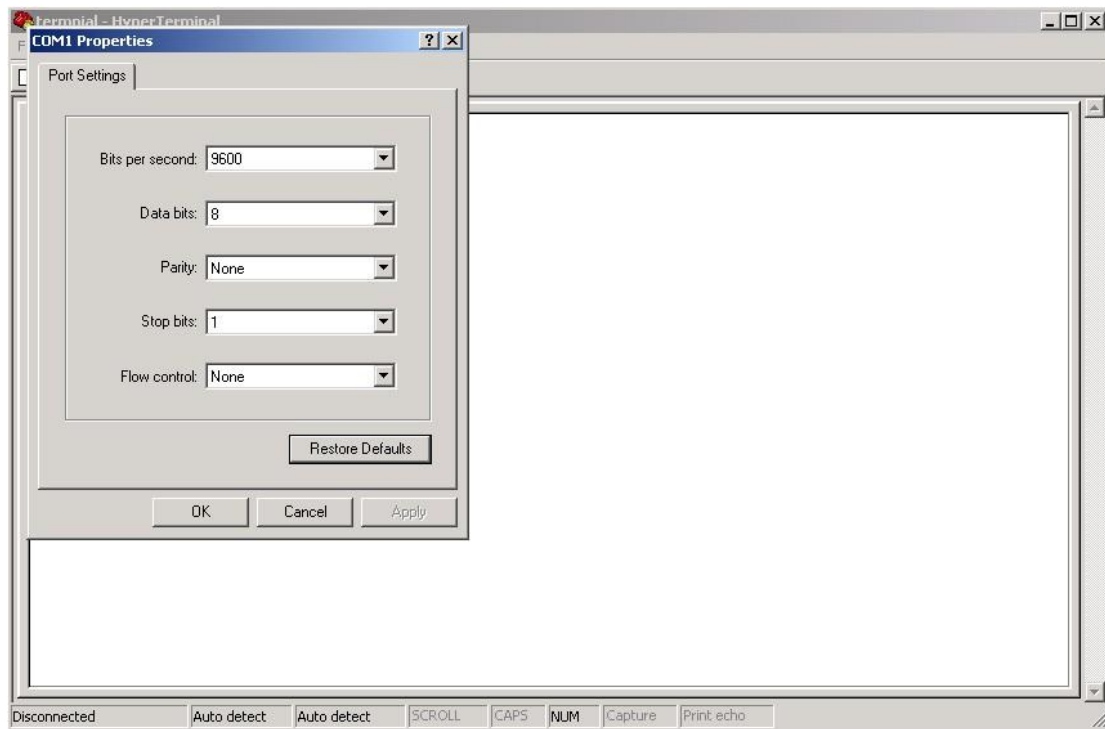 termpial - HyperTerminal
COM1 Properties
F
Port Settings
Bits per second: 9600
Data bits: 8
Parity: None
Stop bits: 1
Flow control: None
Restore Defaults
OK Cancel Apply
Disconnected Auto detect Auto detect SCROLL CAPS NUM Capture Print echo